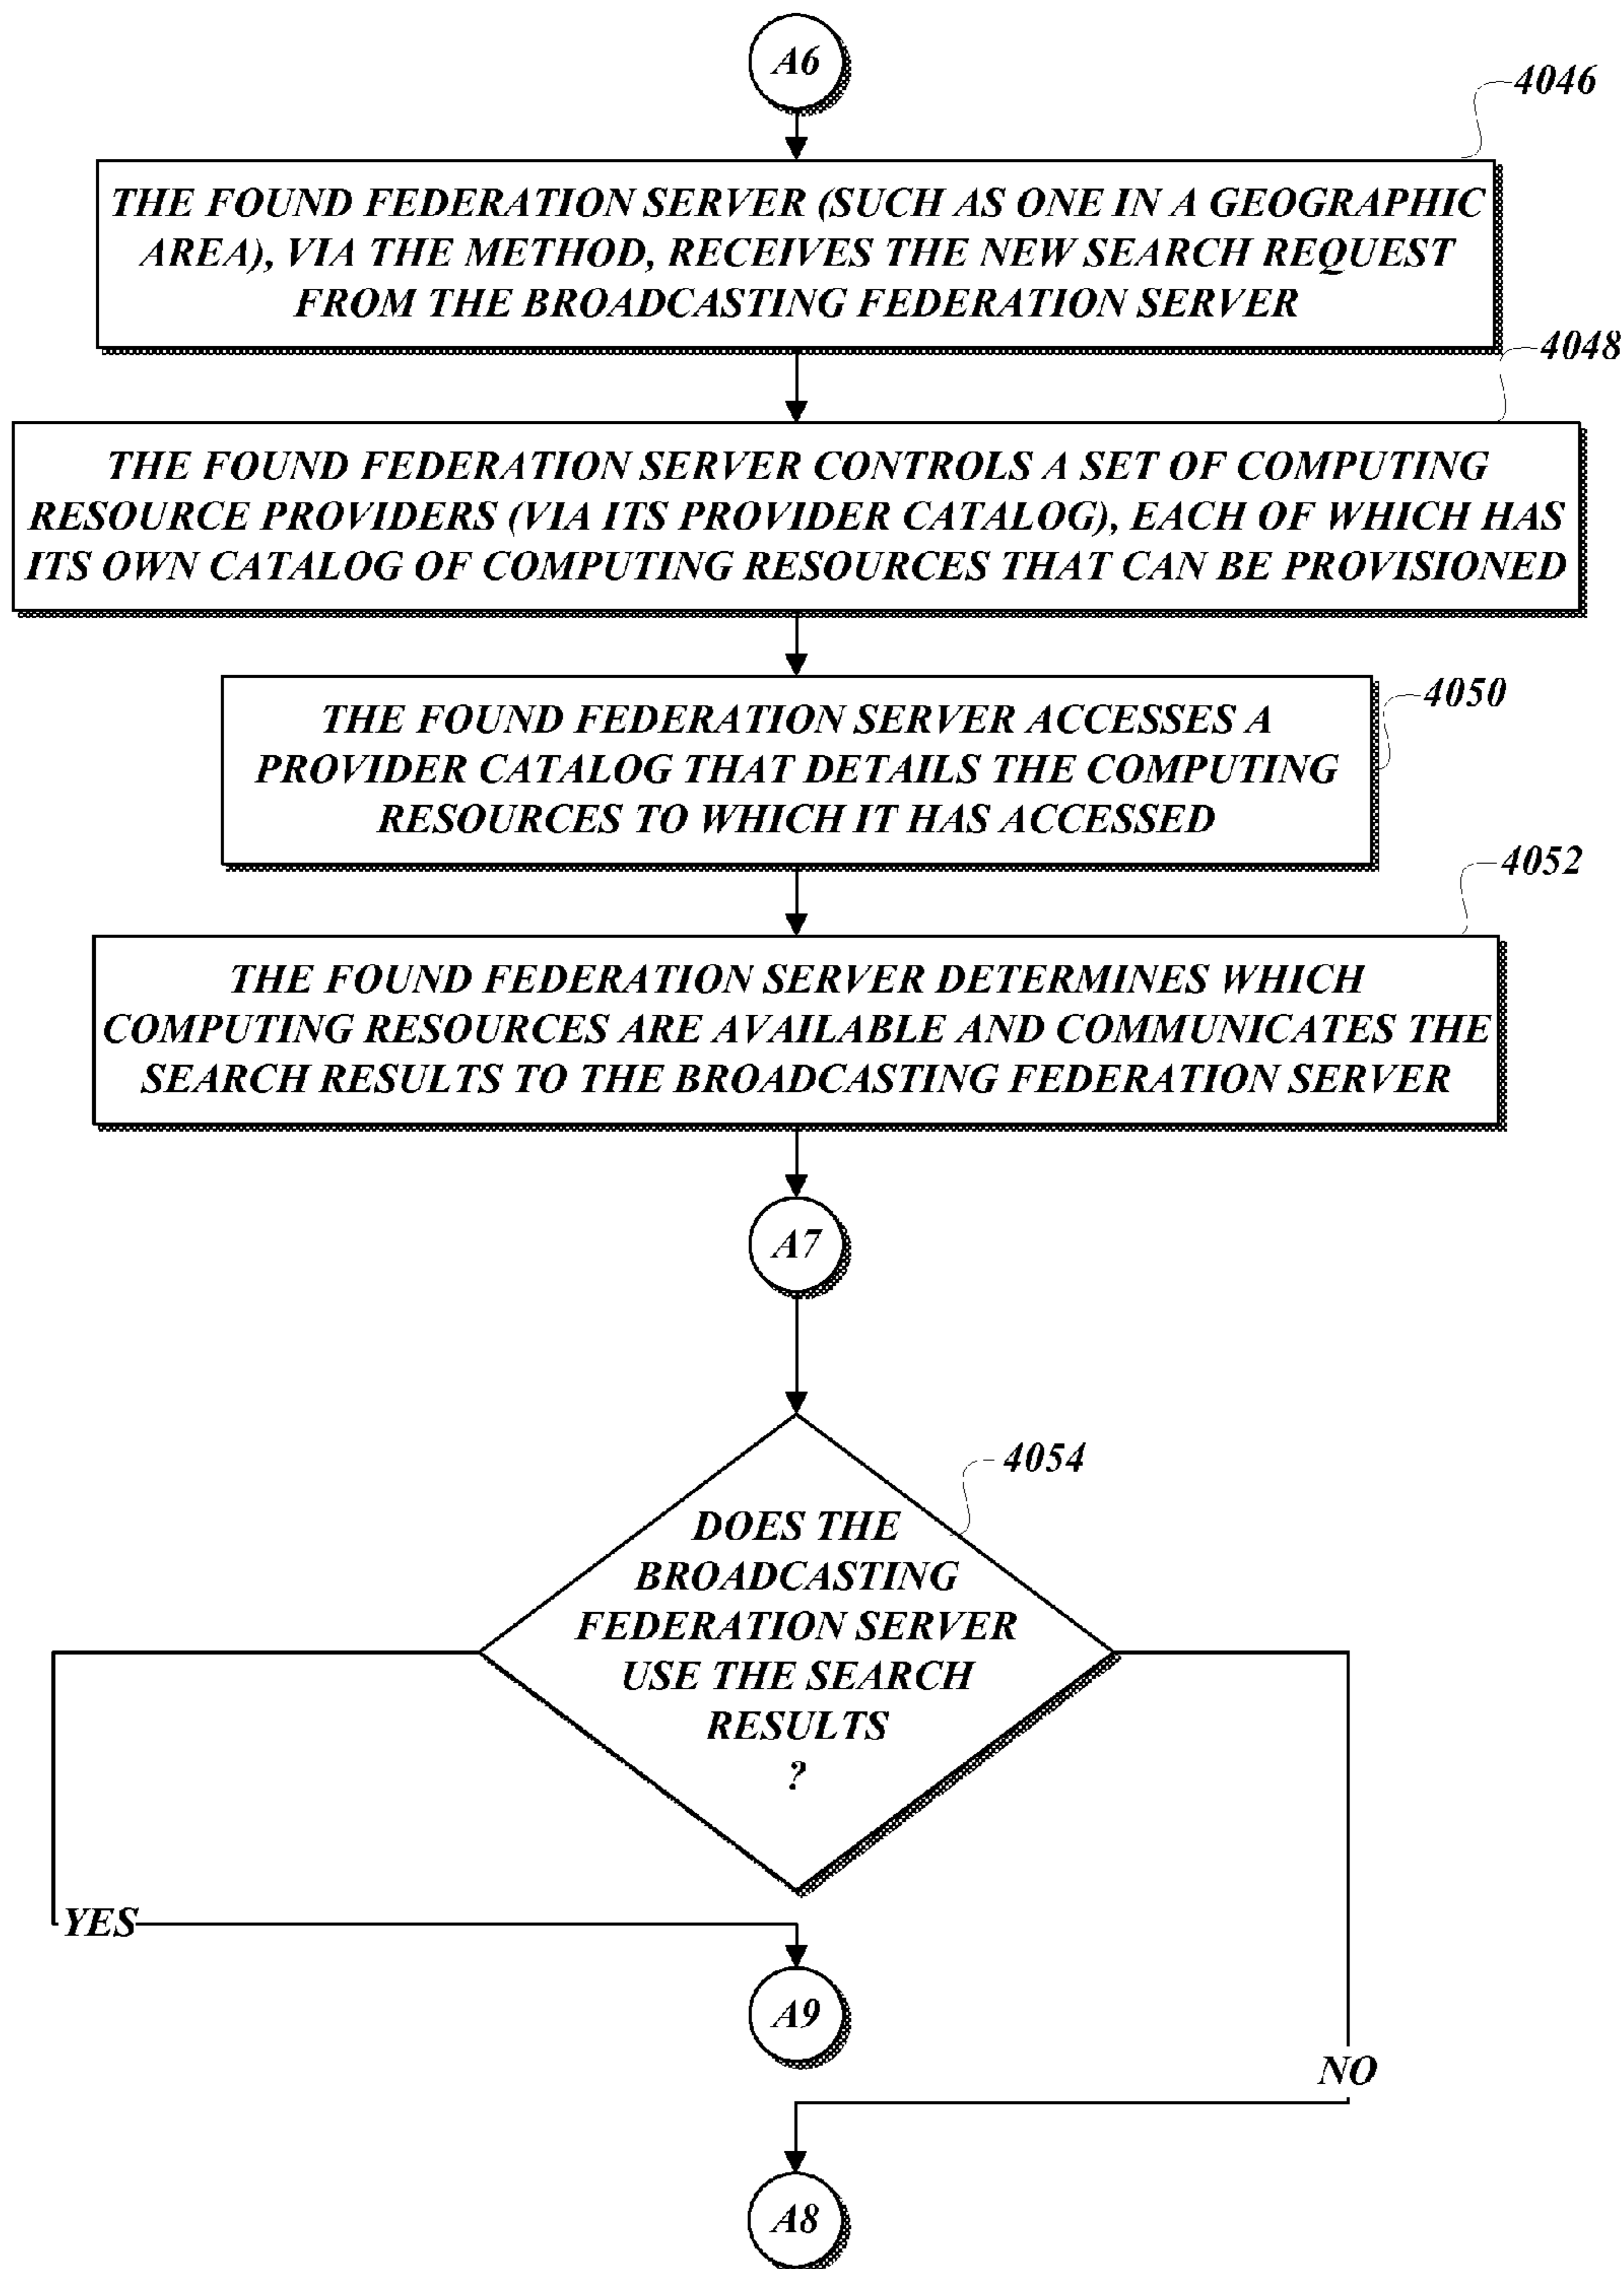 A6
4046
THE FOUND FEDERATION SERVER (SUCH AS ONE IN A GEOGRAPHIC
AREA), VIA THE METHOD, RECEIVES THE NEW SEARCH REQUEST
FROM THE BROADCASTING FEDERATION SERVER
4048
THE FOUND FEDERATION SERVER CONTROLS A SET OF COMPUTING
RESOURCE PROVIDERS (VIA ITS PROVIDER CATALOG), EACH OF WHICH HAS
ITS OWN CATALOG OF COMPUTING RESOURCES THAT CAN BE PROVISIONED
4050
THE FOUND FEDERATION SERVER ACCESSES A
PROVIDER CATALOG THAT DETAILS THE COMPUTING
RESOURCES TO WHICH IT HAS ACCESSED
4052
THE FOUND FEDERATION SERVER DETERMINES WHICH
COMPUTING RESOURCES ARE AVAILABLE AND COMMUNICATES THE
SEARCH RESULTS TO THE BROADCASTING FEDERATION SERVER
A7
4054
DOES THE
BROADCASTING
FEDERATION SERVER
USE THE SEARCH
RESULTS
?
YES
A9
NO
A8